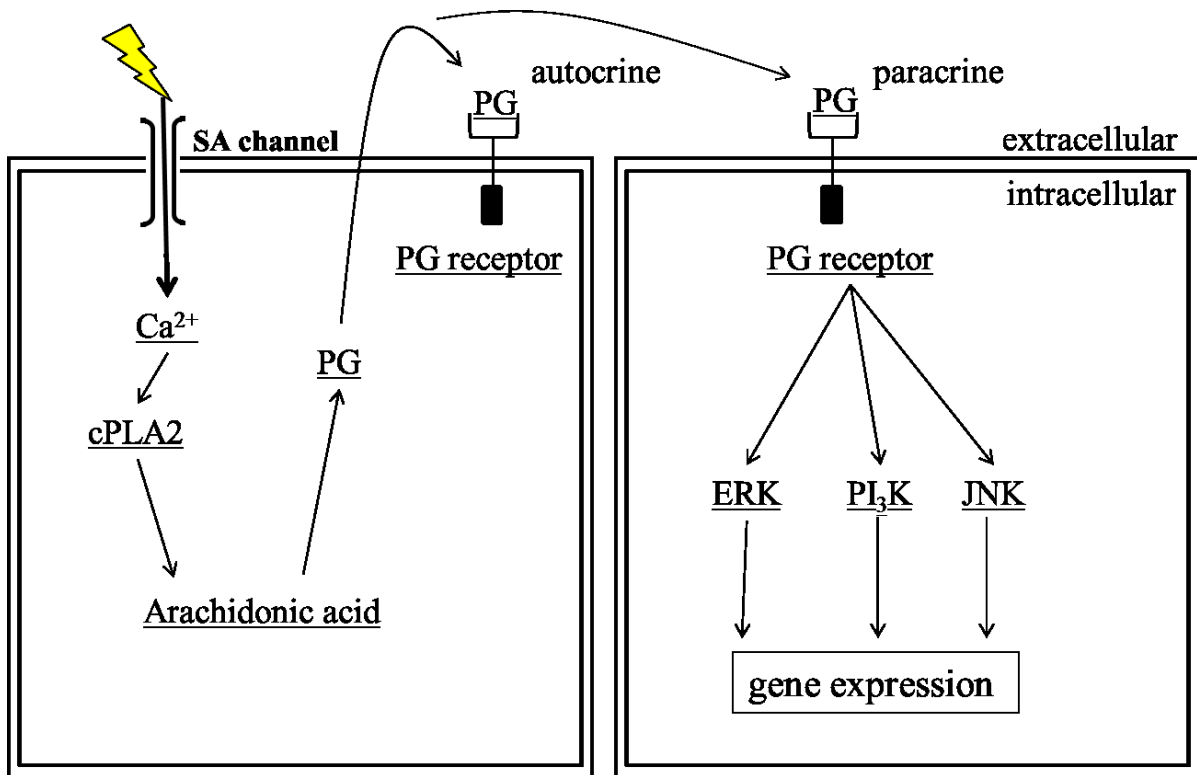 autocrine
paracrine
PG
PG
SA channel
extracellular
intracellular
PG receptor
PG receptor
Ca²⁺
PG
cPLA2
ERK
PI₃K
JNK
Arachidonic acid
gene expression